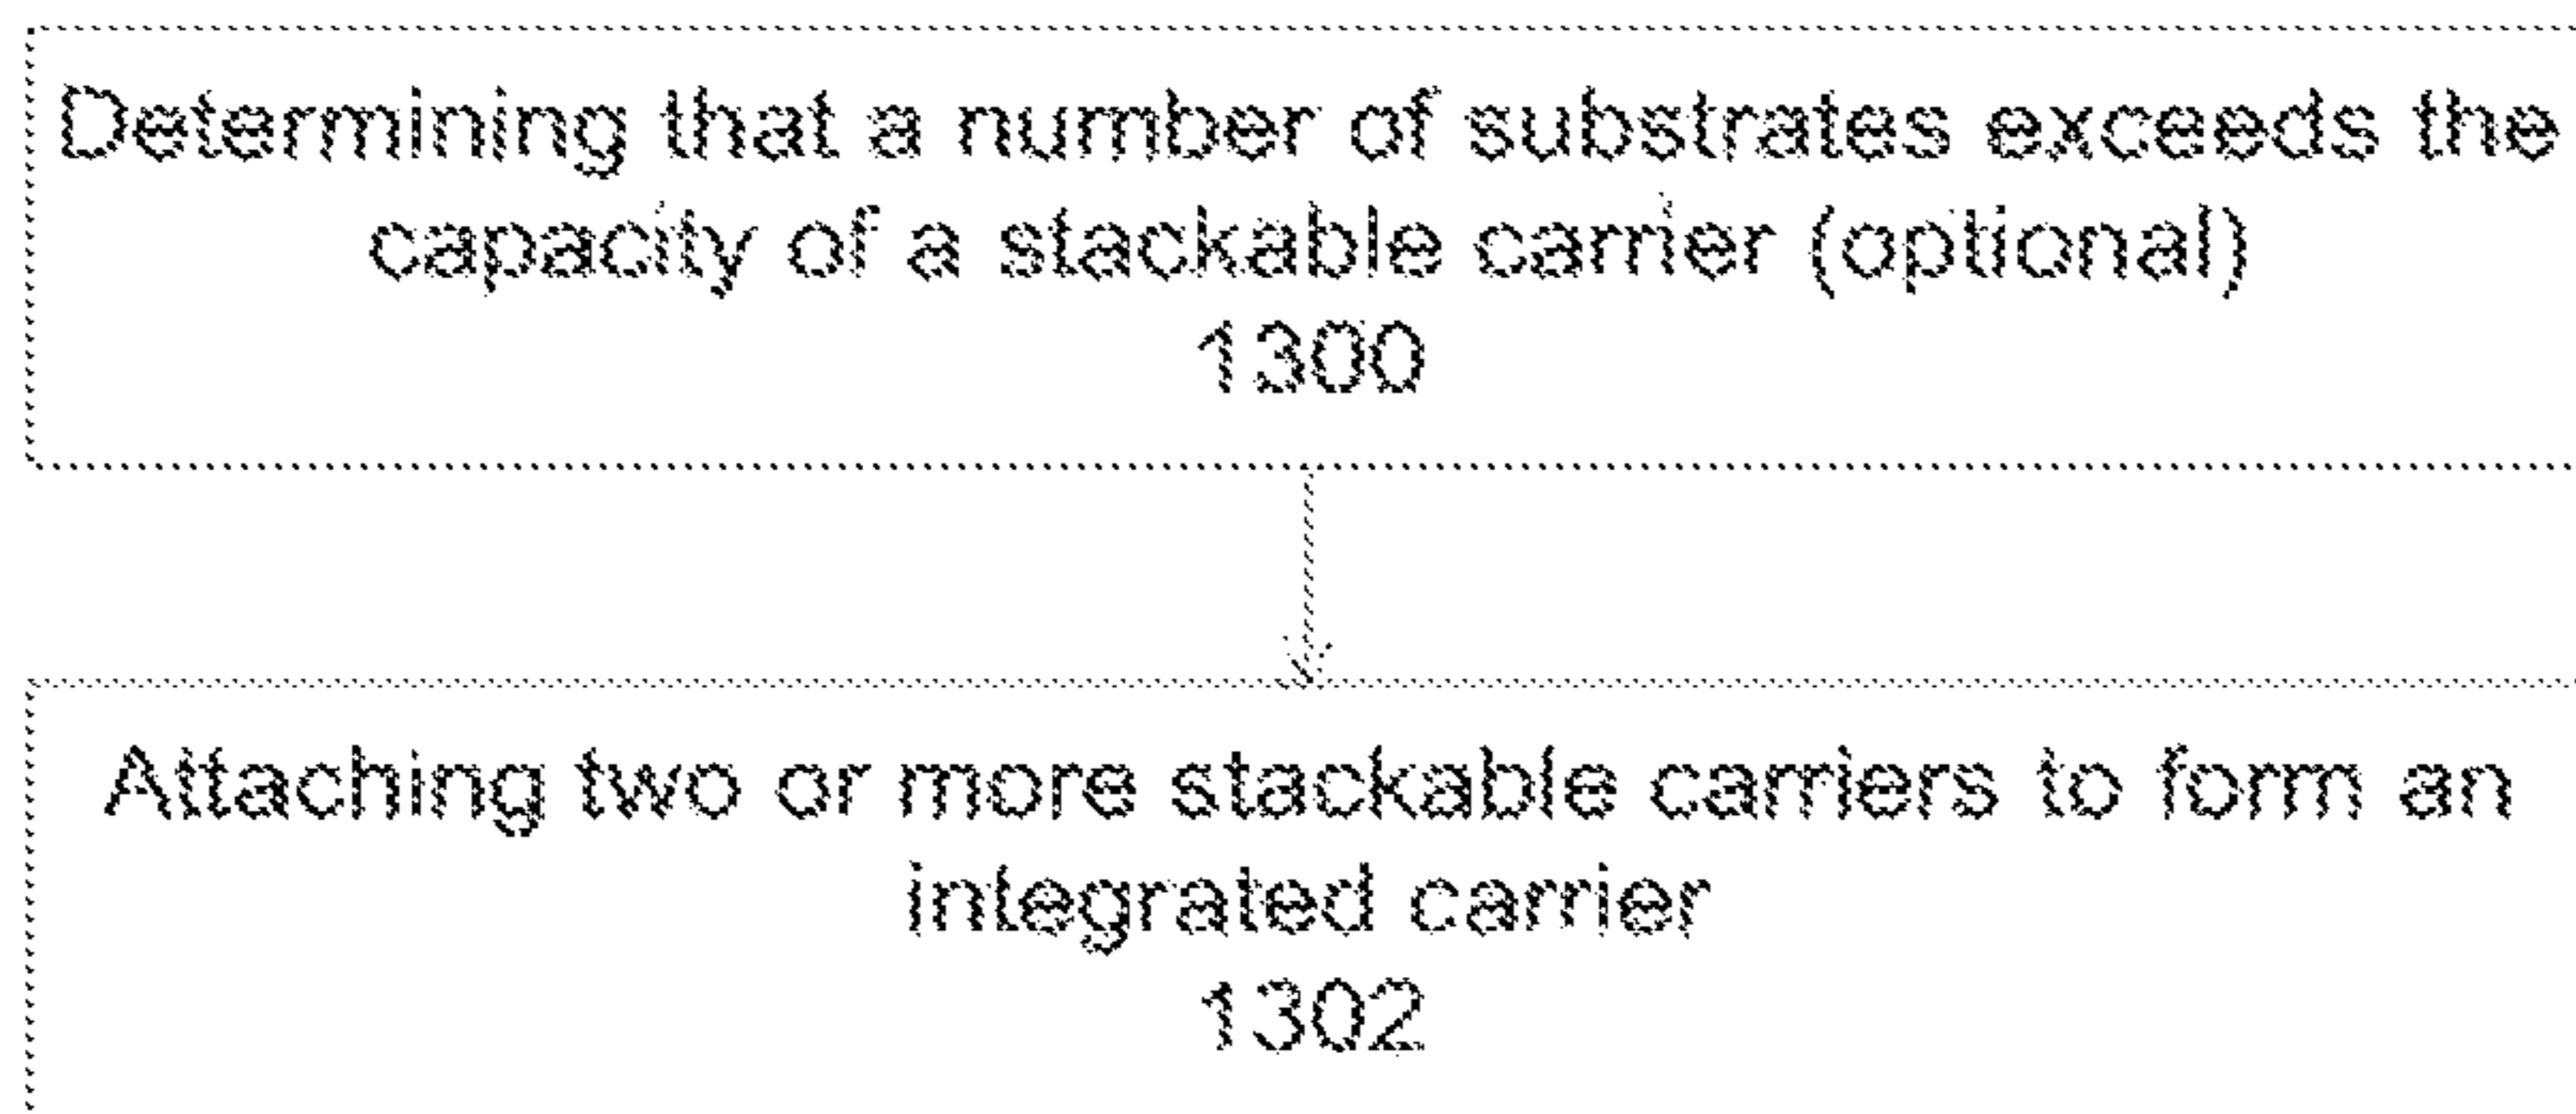 Determining that a number of substrates exceeds the
capacity of a stackable carrier (optional)
1300
Attaching two or more stackable carriers to form an
integrated carrier
1302